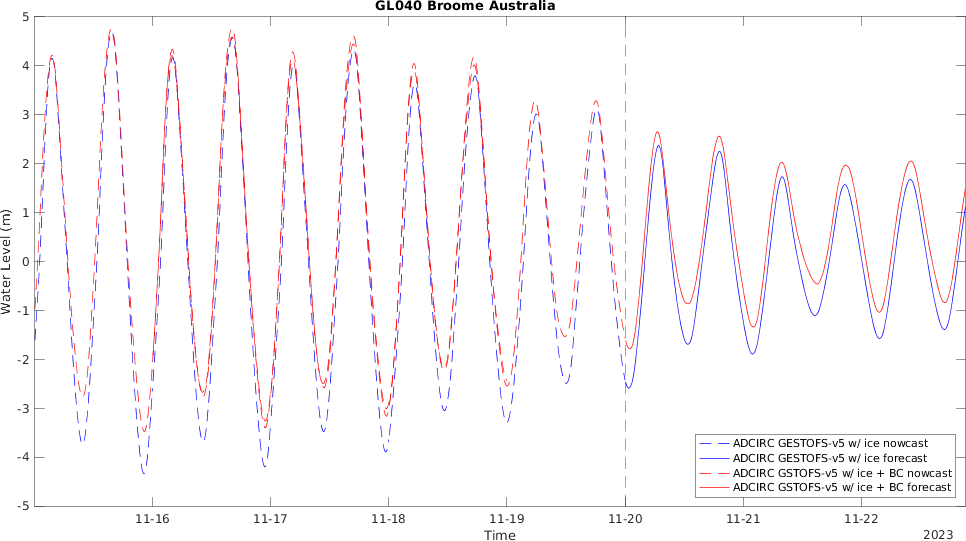 GL040 Broome Australia
5
4
3
2
1
0
-1
-2
-3
-4
-5
Water Level (m)
ADCIRC GESTOFS-v5 w/ ice nowcast
ADCIRC GESTOFS-v5 w/ ice forecast
ADCIRC GSTOFS-v5 w/ ice + BC nowcast
ADCIRC GSTOFS-v5 w/ ice + BC forecast
11-16 11-17 11-18 11-19 11-20 11-21 11-22
Time
2023